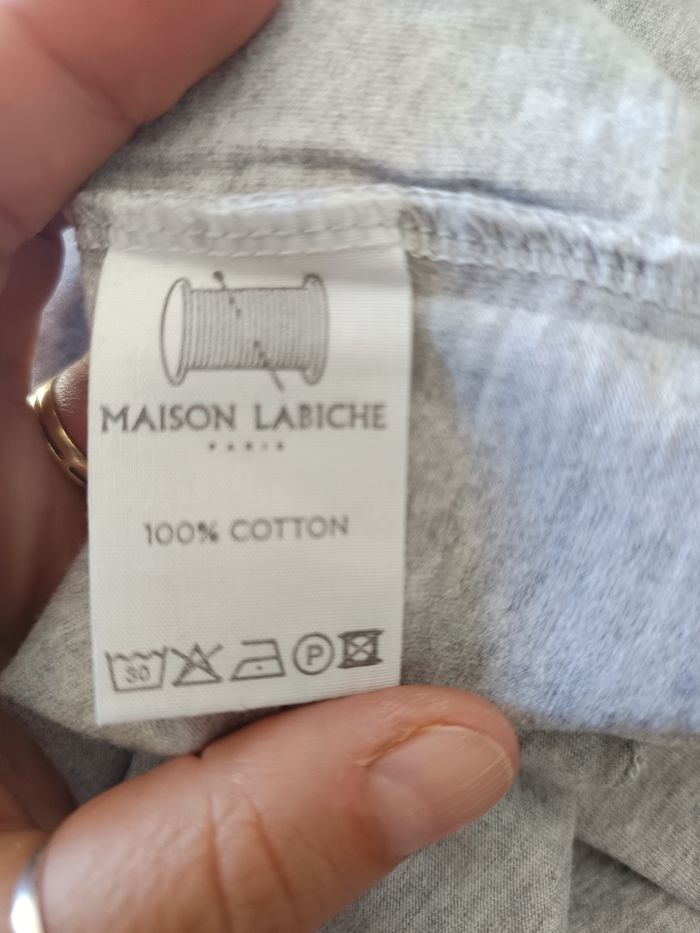 MAISON LABICHE
PARIS
100% COTTON
30 P